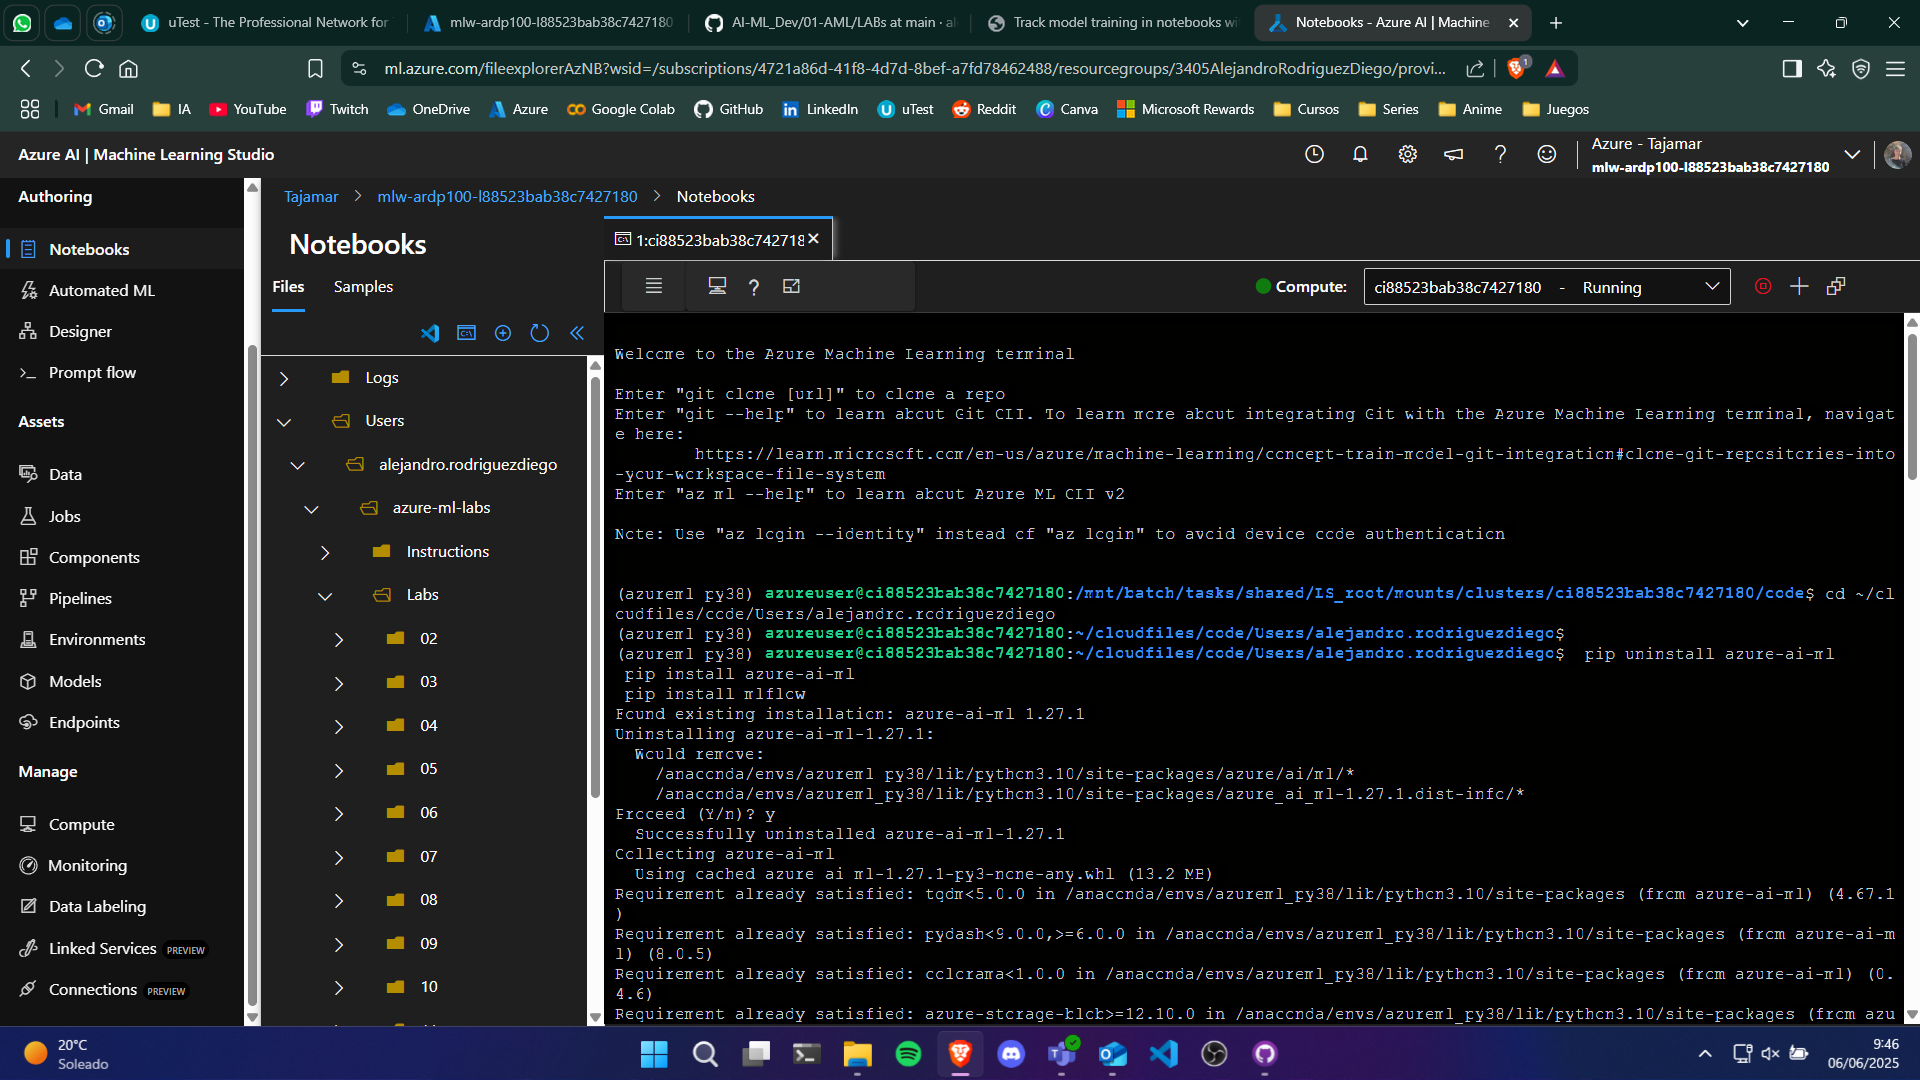 uTest - The Professional Network for
mlw-ardp100-l88523bab38c7427180
AI-ML_Dev/01-AML/LABs at main · al
Track model training in notebooks wi
Notebooks - Azure AI | Machine
ml.azure.com/fileexplorerAzNB?wsid=/subscriptions/4721a86d-41f8-4d7d-8bef-a7fd78462488/resourcegroups/3405AlejandroRodriguezDiego/provi...
1
Gmail
IA
YouTube
Twitch
OneDrive
Azure
Google Colab
GitHub
LinkedIn
uTest
Reddit
Canva
Microsoft Rewards
Cursos
Series
Anime
Juegos
Azure AI | Machine Learning Studio
Azure - Tajamar
mlw-ardp100-l88523bab38c7427180
Authoring
Notebooks
Automated ML
Designer
Prompt flow
Assets
Data
Jobs
Components
Pipelines
Environments
Models
Endpoints
Manage
Compute
Monitoring
Data Labeling
Linked Services PREVIEW
Connections PREVIEW
Tajamar > mlw-ardp100-l88523bab38c7427180 > Notebooks
Notebooks
Files
Samples
Logs
Users
alejandro.rodriguezdiego
azure-ml-labs
Instructions
Labs
02
03
04
05
06
07
08
09
10
1:ci88523bab38c742718
Compute:
ci88523bab38c7427180 - Running
Welcome to the Azure Machine Learning terminal
Enter "git clone [url]" to clone a repo
Enter "git --help" to learn about Git CLI. To learn more about integrating Git with the Azure Machine Learning terminal, navigat
e here:
https://learn.microsoft.com/en-us/azure/machine-learning/concept-train-model-git-integration#clone-git-repositories-into
-your-workspace-file-system
Enter "az ml --help" to learn about Azure ML CLI v2
Note: Use "az login --identity" instead of "az login" to avoid device code authentication
(azureml_py38) azureuser@ci88523bab38c7427180:/mnt/batch/tasks/shared/LS_root/mounts/clusters/ci88523bab38c7427180/code$ cd ~/cl
oudfiles/code/Users/alejandro.rodriguezdiego
(azureml_py38) azureuser@ci88523bab38c7427180:~/cloudfiles/code/Users/alejandro.rodriguezdiego$
(azureml_py38) azureuser@ci88523bab38c7427180:~/cloudfiles/code/Users/alejandro.rodriguezdiego$  pip uninstall azure-ai-ml
pip install azure-ai-ml
pip install mlflow
Found existing installation: azure-ai-ml 1.27.1
Uninstalling azure-ai-ml-1.27.1:
Would remove:
/anaconda/envs/azureml_py38/lib/python3.10/site-packages/azure/ai/ml/*
/anaconda/envs/azureml_py38/lib/python3.10/site-packages/azure_ai_ml-1.27.1.dist-info/*
Proceed (Y/n)? y
Successfully uninstalled azure-ai-ml-1.27.1
Collecting azure-ai-ml
Using cached azure_ai_ml-1.27.1-py3-none-any.whl (13.2 MB)
Requirement already satisfied: tqdm<5.0.0 in /anaconda/envs/azureml_py38/lib/python3.10/site-packages (from azure-ai-ml) (4.67.1
)
Requirement already satisfied: pydash<9.0.0,>=6.0.0 in /anaconda/envs/azureml_py38/lib/python3.10/site-packages (from azure-ai-m
l) (8.0.5)
Requirement already satisfied: colorama<1.0.0 in /anaconda/envs/azureml_py38/lib/python3.10/site-packages (from azure-ai-ml) (0.
4.6)
Requirement already satisfied: azure-storage-blob>=12.10.0 in /anaconda/envs/azureml_py38/lib/python3.10/site-packages (from azu
20°C
Soleado
9:46
06/06/2025